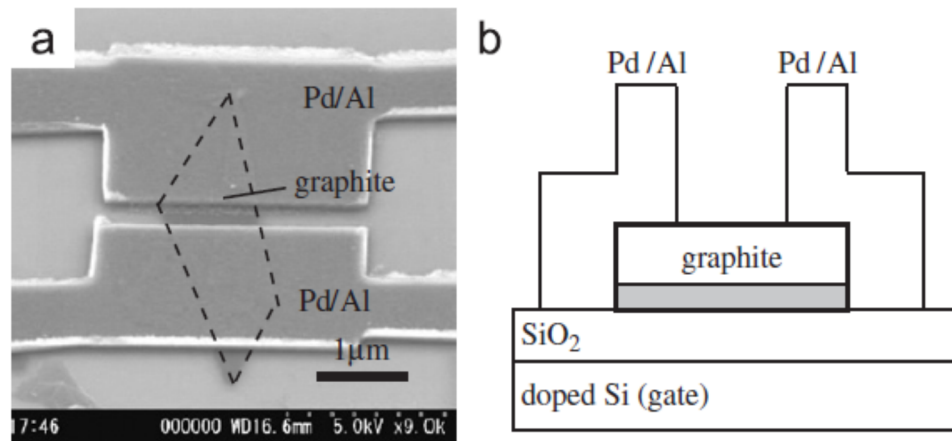 a
Pd/Al
graphite
Pd/Al
1μm
17:46 000000 WD16.6mm 5.0kV x9.0k
b
Pd/Al Pd/Al
graphite
SiO₂
doped Si (gate)